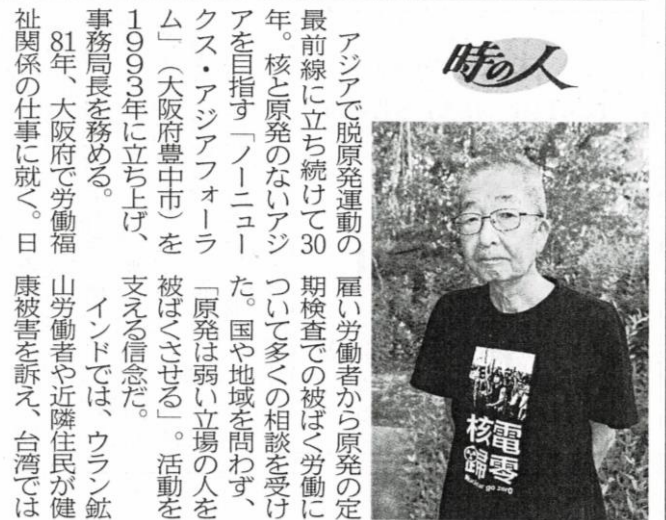 時の人
アジアで脱原発運動の
最前線に立ち続けて30
年。核と原発のないアジ
アを目指す「ノーニュー
クス・アジアフォーラ
ム」（大阪府豊中市）を
1993年に立ち上げ、
事務局長を務める。
81年、大阪府で労働福
祉関係の仕事に就く。日
雇い労働者から原発の定
期検査での被ばく労働に
ついて多くの相談を受け
た。国や地域を問わず、
「原発は弱い立場の人を
被ばくさせる」。活動を
支える信念だ。
インドでは、ウラン鉱
山労働者や近隣住民が健
康被害を訴え、台湾では
核電
歸零
Nuclear go zero